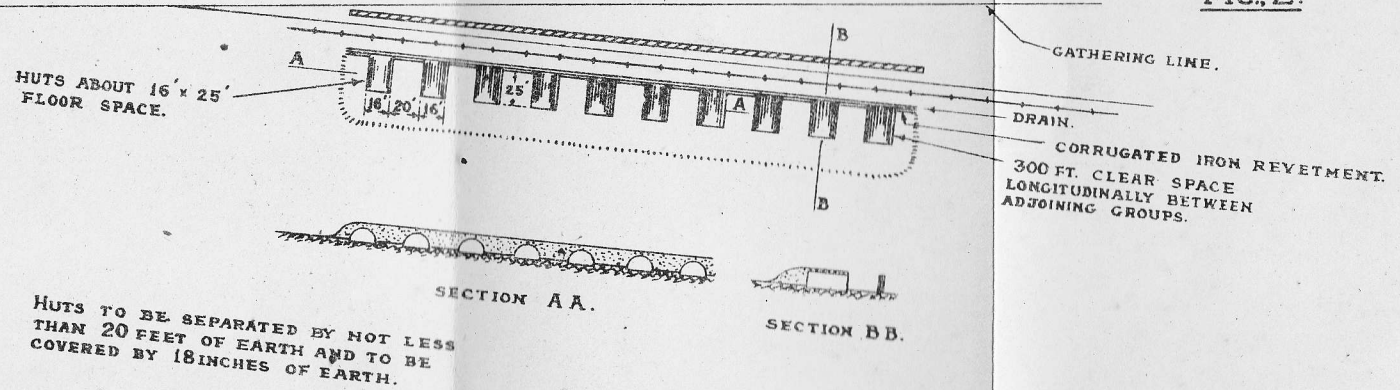 FIG., 2.
B
GATHERING LINE.
A
HUTS ABOUT 16' x 25'
FLOOR SPACE.
25'
16' 20' 16'
A
DRAIN.
CORRUGATED IRON REVETMENT.
300 FT. CLEAR SPACE
LONGITUDINALLY BETWEEN
ADJOINING GROUPS.
B
SECTION AA.
SECTION BB.
HUTS TO BE SEPARATED BY NOT LESS
THAN 20 FEET OF EARTH AND TO BE
COVERED BY 18 INCHES OF EARTH.